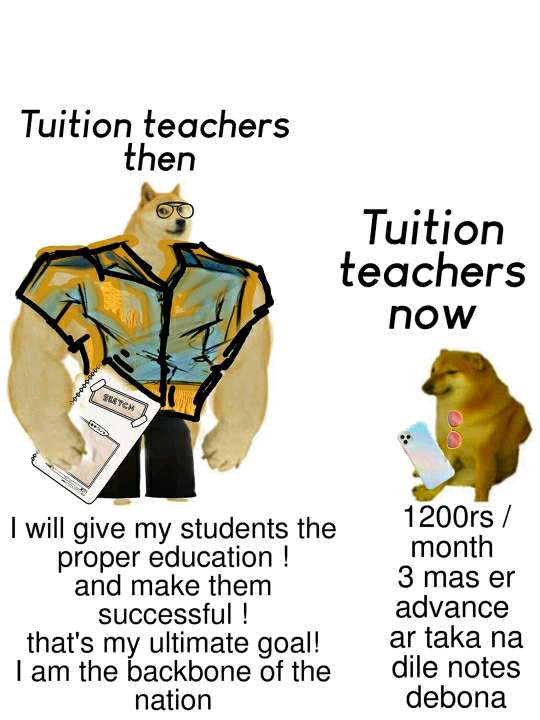 Tuition teachers
then
Tuition
teachers
now
SKETCH
I will give my students the
proper education !
and make them
successful !
that's my ultimate goal!
I am the backbone of the
nation
1200rs /
month
3 mas er
advance
ar taka na
dile notes
debona